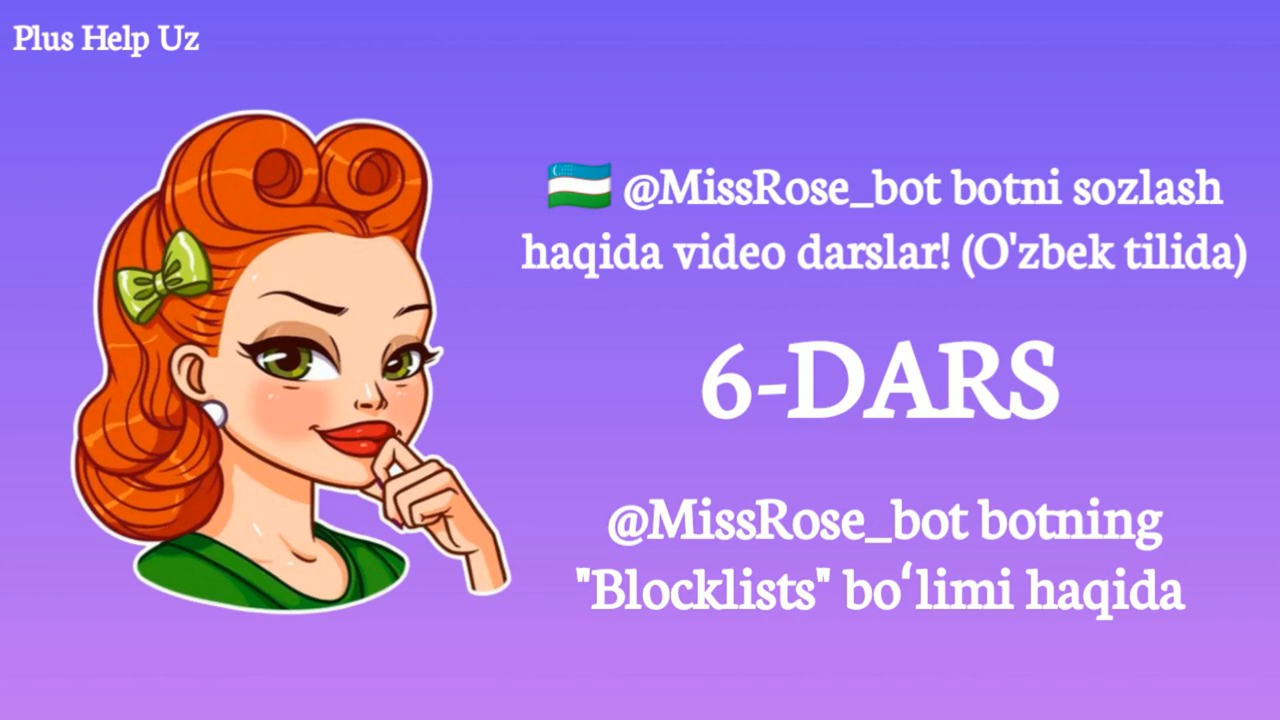 Plus Help Uz
🇺🇿 @MissRose_bot botni sozlash
haqida video darslar! (O'zbek tilida)
6-DARS
@MissRose_bot botning
"Blocklists" boʻlimi haqida